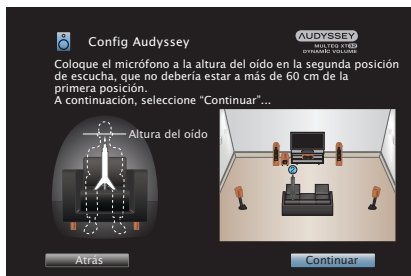 Config Audyssey
AUDYSSEY
MULTEQ XT32
DYNAMIC VOLUME
Coloque el micrófono a la altura del oído en la segunda posición
de escucha, que no debería estar a más de 60 cm de la
primera posición.
A continuación, seleccione “Continuar”...
Altura del oído
2
Atrás
Continuar